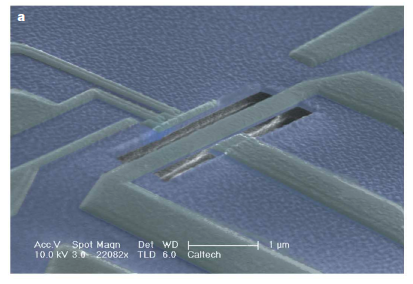 a
Acc.V Spot Magn Det WD 1 µm
10.0 kV 3.0 22082x TLD 6.0 Caltech